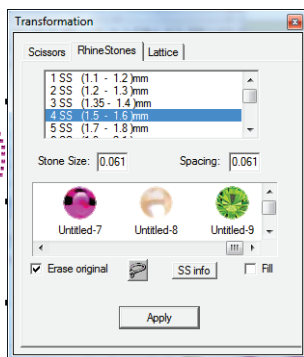 Transformation
Scissors RhineStones Lattice
1 SS (1.1 - 1.2)mm
2 SS (1.2 - 1.3)mm
3 SS (1.35 - 1.4)mm
4 SS (1.5 - 1.6)mm
5 SS (1.7 - 1.8)mm
Stone Size: 0.061 Spacing: 0.061
Untitled-7 Untitled-8 Untitled-9
Erase original SS info Fill
Apply